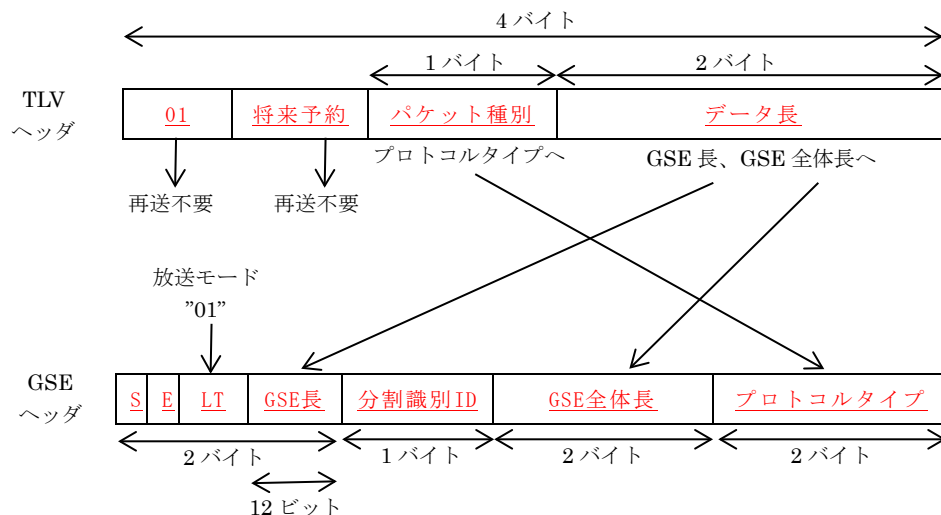 4 バイト
1 バイト
2 バイト
TLV
ヘッダ
01
将来予約
パケット種別
データ長
プロトコルタイプへ
GSE 長、GSE 全体長へ
再送不要
再送不要
放送モード
”01”
GSE
ヘッダ
S
E
LT
GSE長
分割識別ID
GSE全体長
プロトコルタイプ
2 バイト
1 バイト
2 バイト
2 バイト
12 ビット